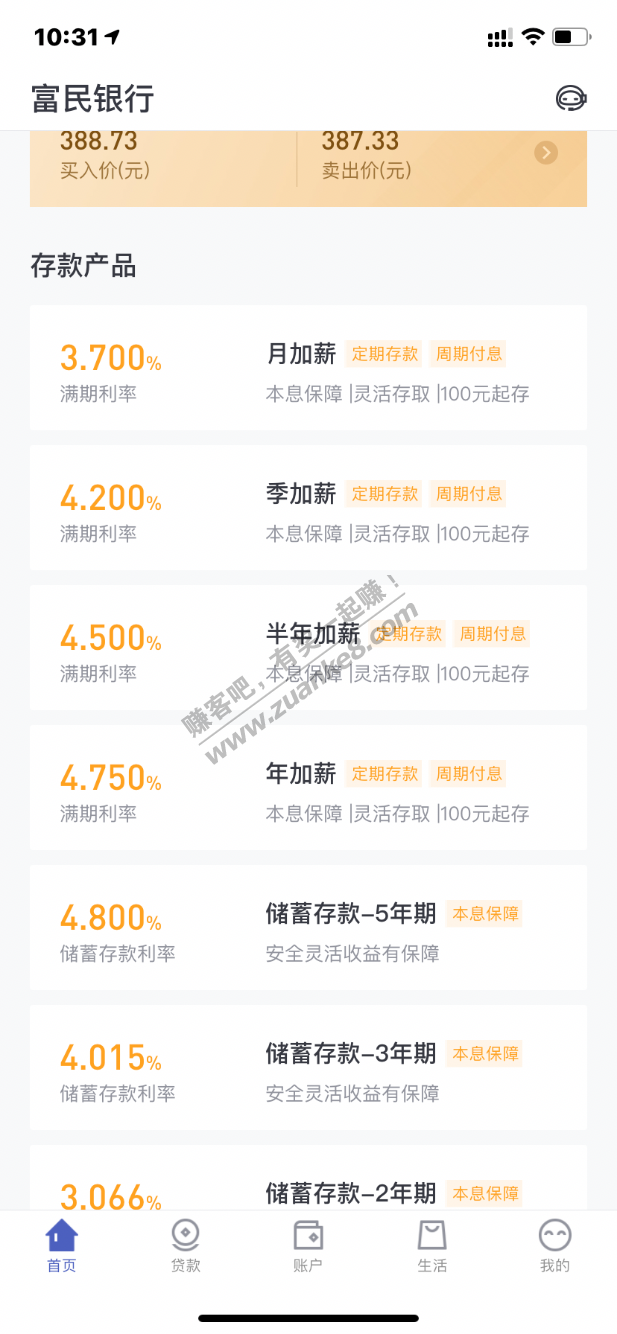 10:31
富民银行
388.73
387.33
买入价(元)
卖出价(元)
存款产品
3.700%
月加薪 定期存款 周期付息
满期利率
本息保障 |灵活存取 |100元起存
4.200%
季加薪 定期存款 周期付息
满期利率
本息保障 |灵活存取 |100元起存
4.500%
半年加薪 定期存款 周期付息
满期利率
本息保障 |灵活存取 |100元起存
赚客吧，有奖一起赚！
www.zuanke8.com
4.750%
年加薪 定期存款 周期付息
满期利率
本息保障 |灵活存取 |100元起存
4.800%
储蓄存款-5年期 本息保障
储蓄存款利率
安全灵活收益有保障
4.015%
储蓄存款-3年期 本息保障
储蓄存款利率
安全灵活收益有保障
3.066%
储蓄存款-2年期 本息保障
首页
贷款
账户
生活
我的